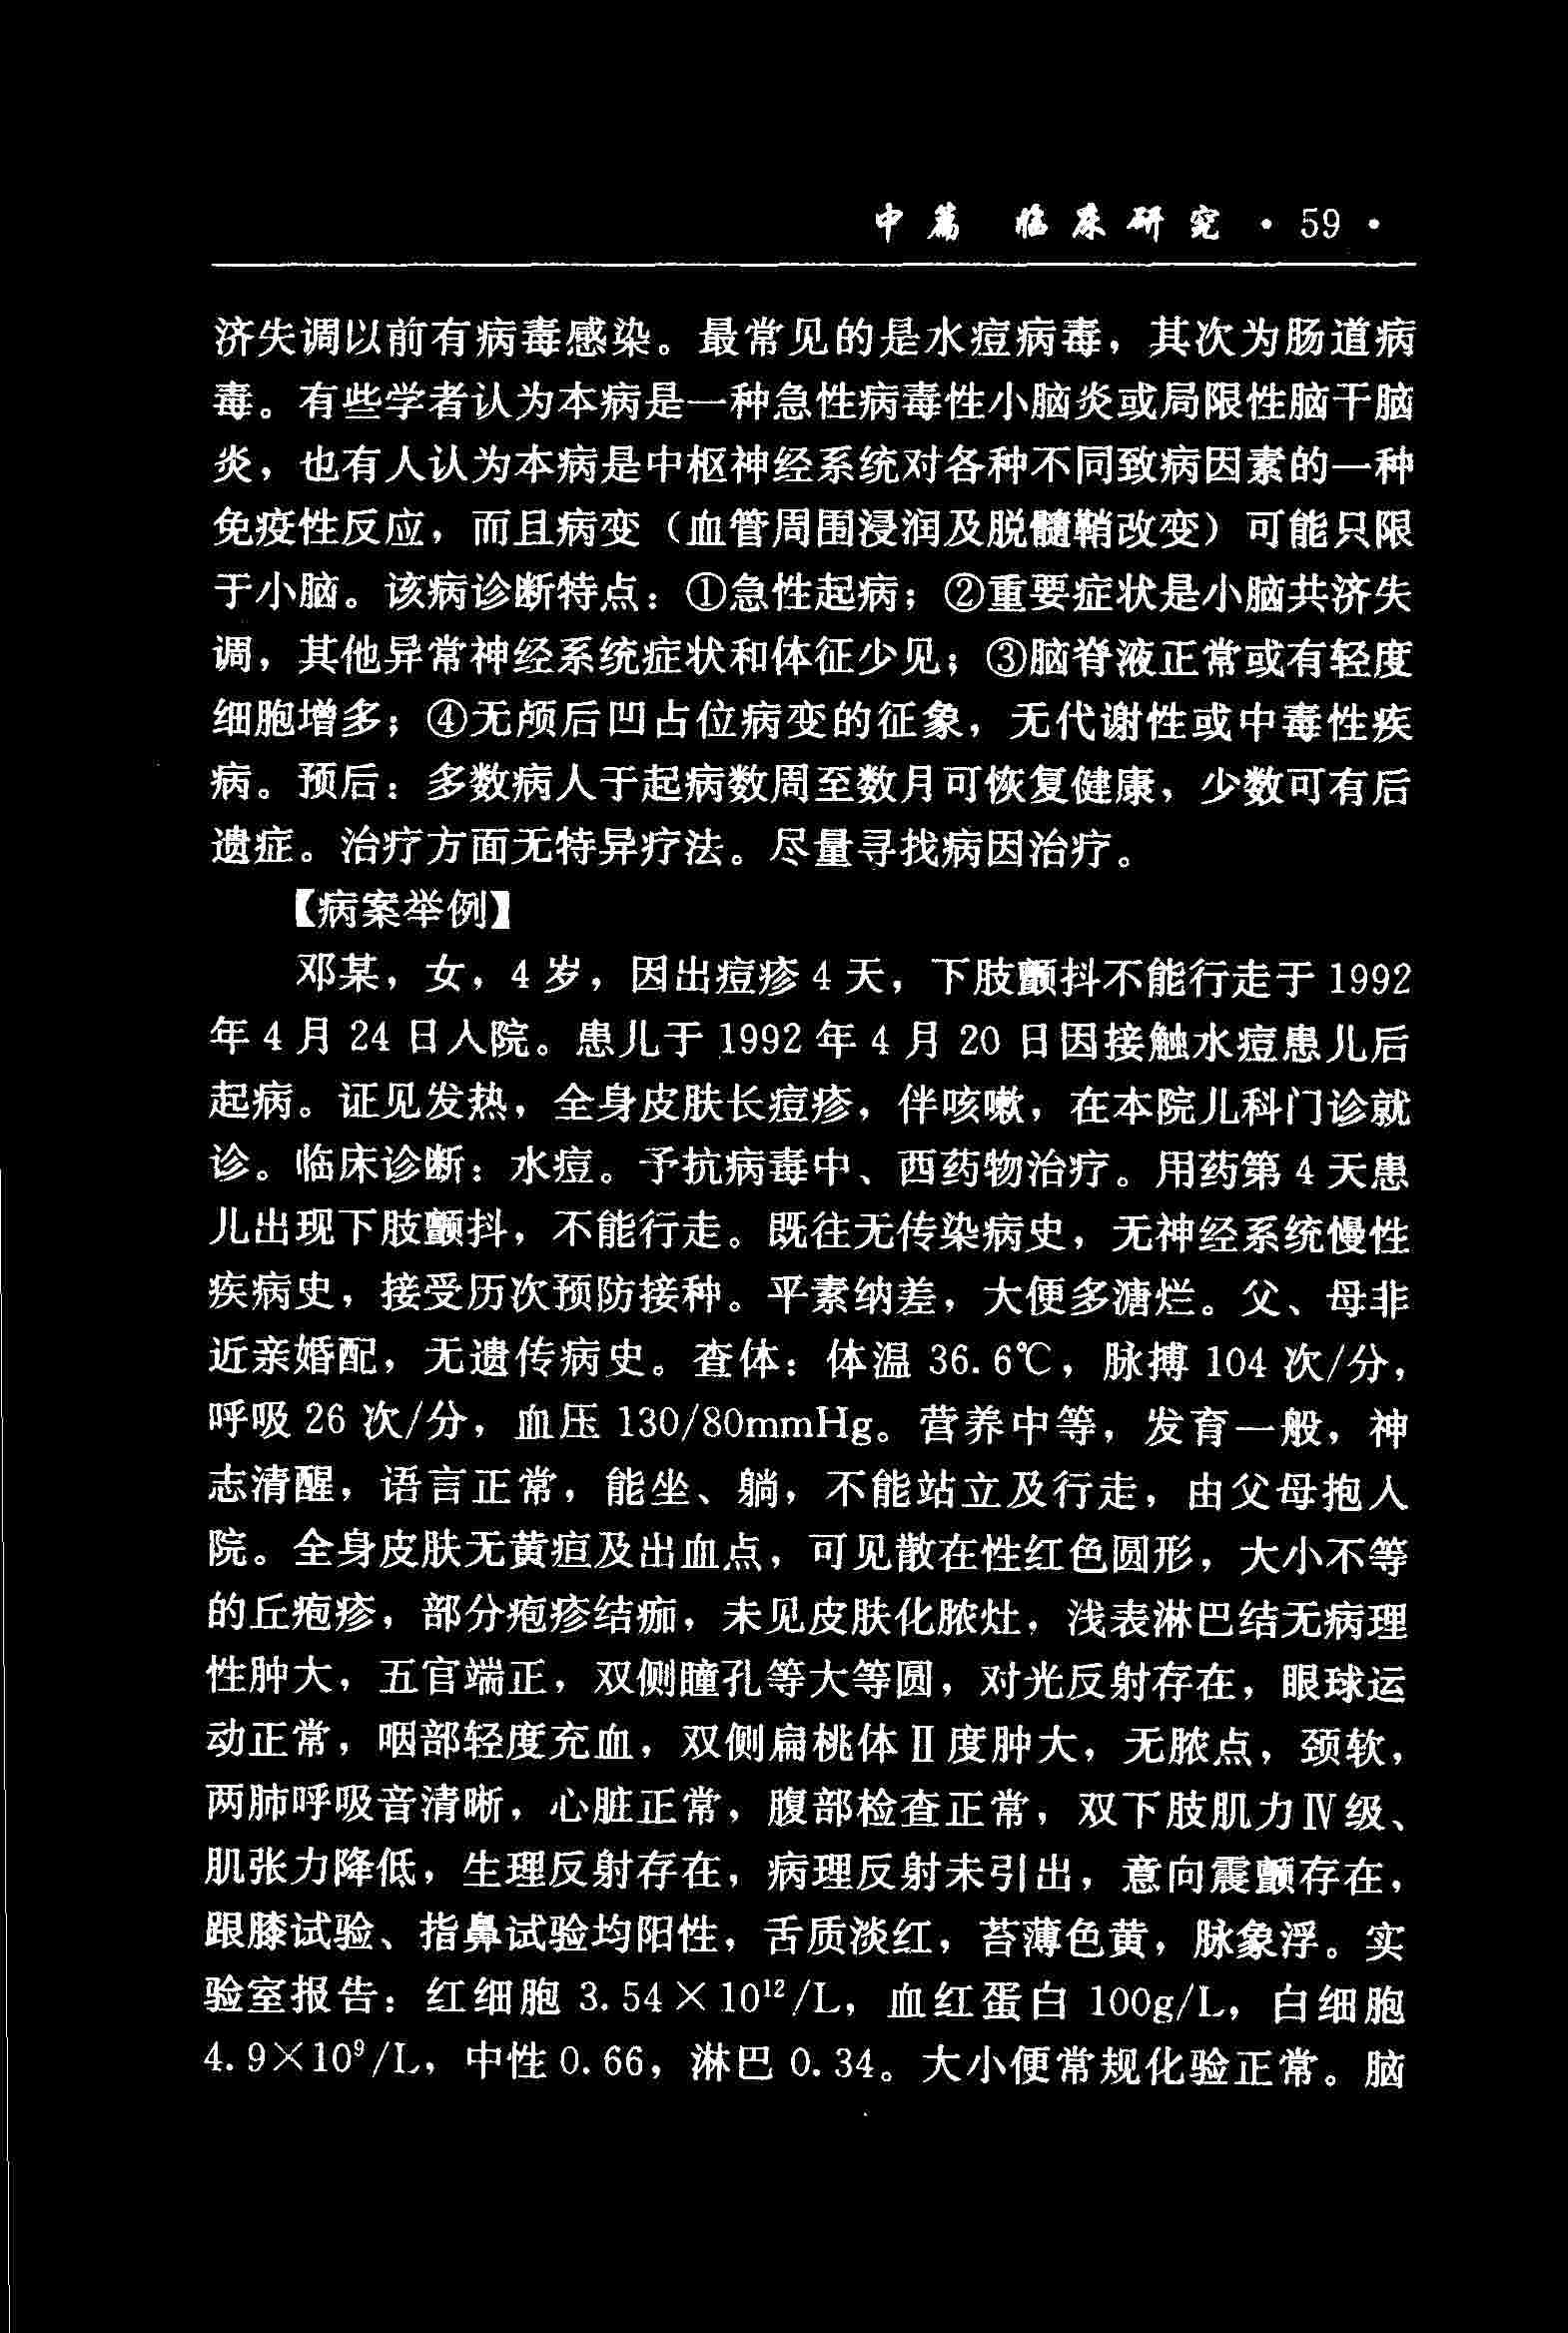 中篇 临床研究 · 59 ·
济失调以前有病毒感染。最常见的是水痘病毒，其次为肠道病
毒。有些学者认为本病是一种急性病毒性小脑炎或局限性脑干脑
炎，也有人认为本病是中枢神经系统对各种不同致病因素的一种
免疫性反应，而且病变（血管周围浸润及脱髓鞘改变）可能只限
于小脑。该病诊断特点：①急性起病；②重要症状是小脑共济失
调，其他异常神经系统症状和体征少见；③脑脊液正常或有轻度
细胞增多；④无颅后凹占位病变的征象，无代谢性或中毒性疾
病。预后：多数病人于起病数周至数月可恢复健康，少数可有后
遗症。治疗方面无特异疗法。尽量寻找病因治疗。
【病案举例】
邓某，女，4岁，因出痘疹4天，下肢颤抖不能行走于1992
年4月24日入院。患儿于1992年4月20日因接触水痘患儿后
起病。证见发热，全身皮肤长痘疹，伴咳嗽，在本院儿科门诊就
诊。临床诊断：水痘。予抗病毒中、西药物治疗。用药第4天患
儿出现下肢颤抖，不能行走。既往无传染病史，无神经系统慢性
疾病史，接受历次预防接种。平素纳差，大便多溏烂。父、母非
近亲婚配，无遗传病史。查体：体温36.6℃，脉搏104次/分，
呼吸26次/分，血压130/80mmHg。营养中等，发育一般，神
志清醒，语言正常，能坐、躺，不能站立及行走，由父母抱入
院。全身皮肤无黄疸及出血点，可见散在性红色圆形，大小不等
的丘疱疹，部分疱疹结痂，未见皮肤化脓灶，浅表淋巴结无病理
性肿大，五官端正，双侧瞳孔等大等圆，对光反射存在，眼球运
动正常，咽部轻度充血，双侧扁桃体Ⅱ度肿大，无脓点，颈软，
两肺呼吸音清晰，心脏正常，腹部检查正常，双下肢肌力Ⅳ级、
肌张力降低，生理反射存在，病理反射未引出，意向震颤存在，
跟膝试验、指鼻试验均阳性，舌质淡红，苔薄色黄，脉象浮。实
验室报告：红细胞3.54×10¹²/L，血红蛋白100g/L，白细胞
4.9×10⁹/L，中性0.66，淋巴0.34。大小便常规化验正常。脑